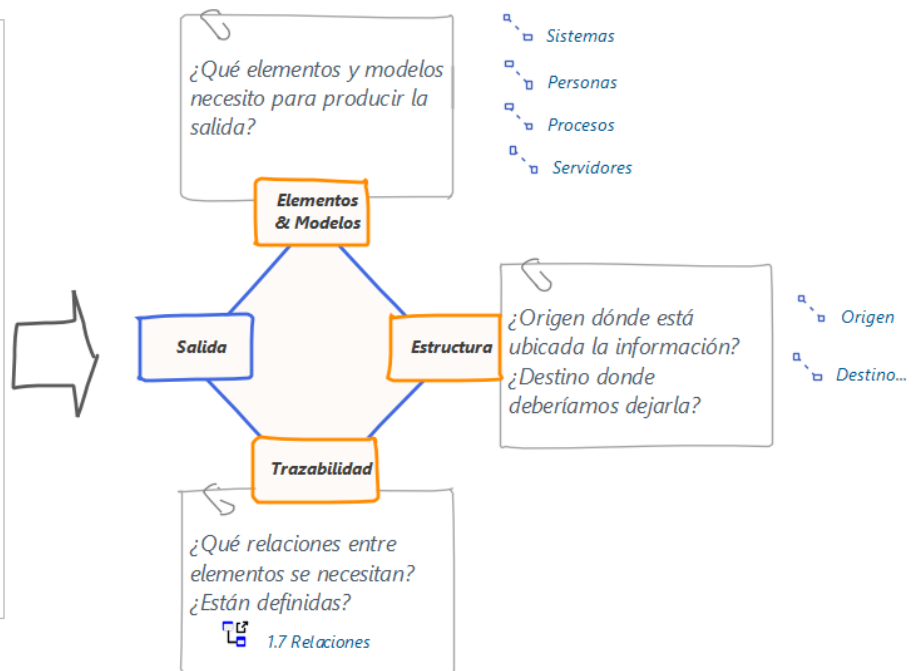 ¿Qué elementos y modelos
necesito para producir la
salida?
Sistemas
Personas
Procesos
Servidores
Elementos
& Modelos
Salida
Estructura
¿Origen dónde está
ubicada la información?
¿Destino donde
deberíamos dejarla?
Origen
Destino...
Trazabilidad
¿Qué relaciones entre
elementos se necesitan?
¿Están definidas?
1.7 Relaciones